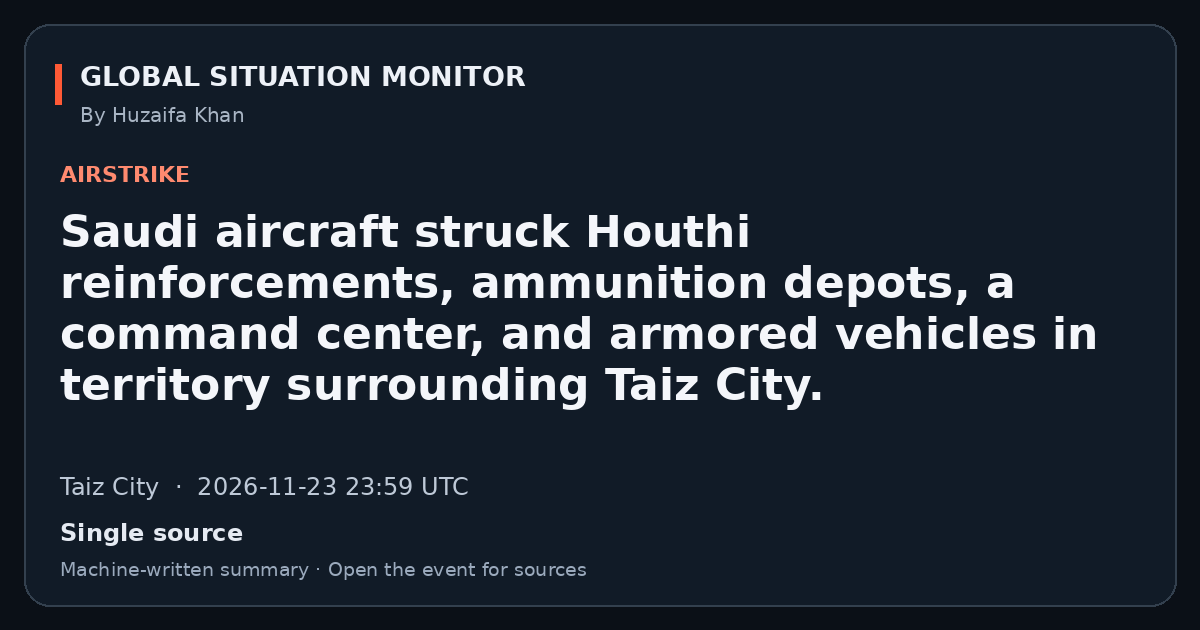 GLOBAL SITUATION MONITOR
By Huzaifa Khan
AIRSTRIKE
Saudi aircraft struck Houthi
reinforcements, ammunition depots, a
command center, and armored vehicles in
territory surrounding Taiz City.
Taiz City · 2026-11-23 23:59 UTC
Single source
Machine-written summary · Open the event for sources